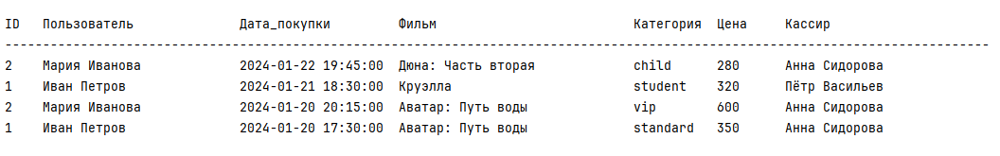 ID Пользователь Дата_покупки Фильм Категория Цена Кассир
----------------------------------------------------------------------------------------------------------------------------------
2 Мария Иванова 2024-01-22 19:45:00 Дюна: Часть вторая child 280 Анна Сидорова
1 Иван Петров 2024-01-21 18:30:00 Круэлла student 320 Пётр Васильев
2 Мария Иванова 2024-01-20 20:15:00 Аватар: Путь воды vip 600 Анна Сидорова
1 Иван Петров 2024-01-20 17:30:00 Аватар: Путь воды standard 350 Анна Сидорова